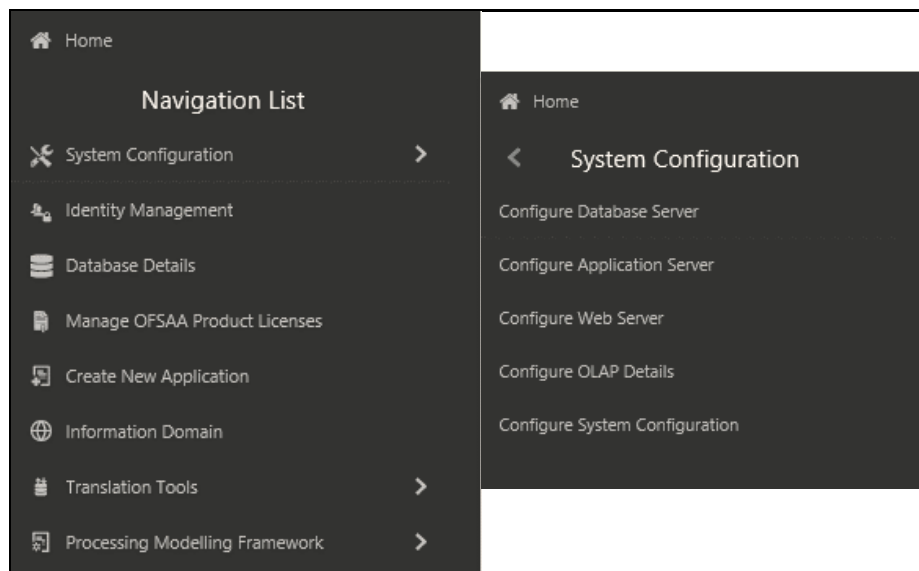 Home
Navigation List
System Configuration
Identity Management
Database Details
Manage OFSAA Product Licenses
Create New Application
Information Domain
Translation Tools
Processing Modelling Framework
Home
System Configuration
Configure Database Server
Configure Application Server
Configure Web Server
Configure OLAP Details
Configure System Configuration